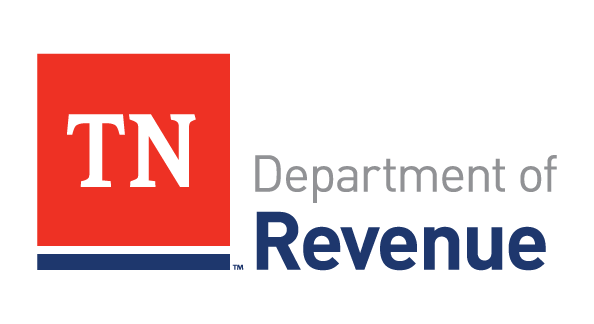 TN
™
Department of
Revenue